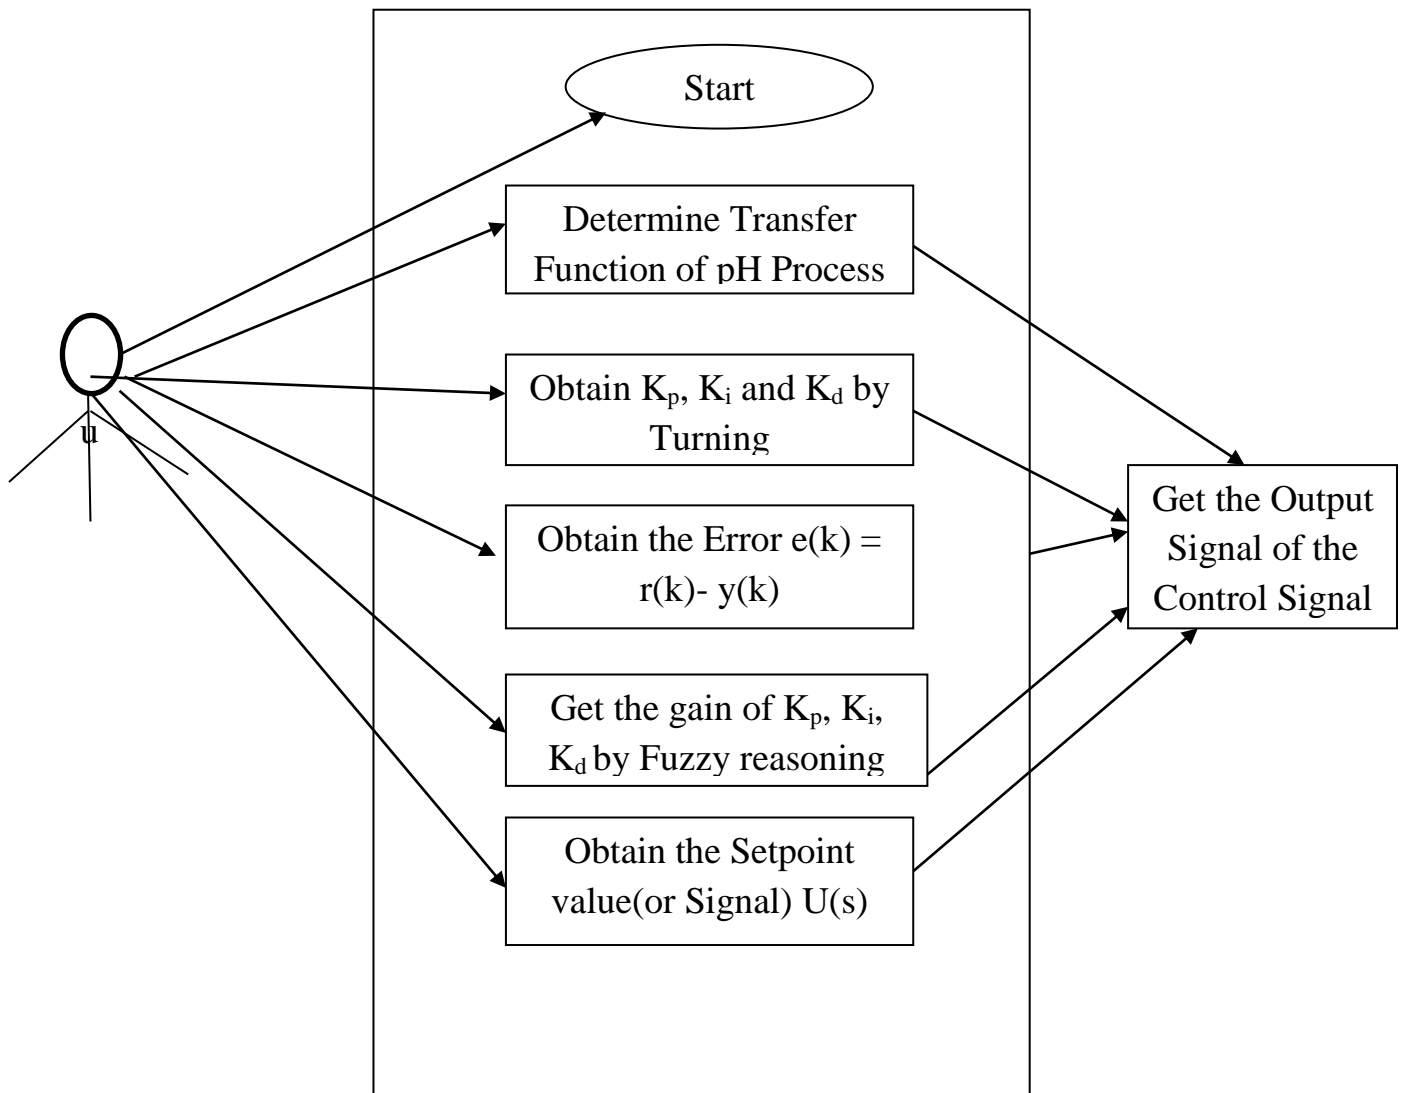 Start
Determine Transfer
Function of pH Process
u
Obtain Kₚ, Kᵢ and K_d by
Turning
Obtain the Error e(k) =
r(k)- y(k)
Get the gain of Kₚ, Kᵢ,
K_d by Fuzzy reasoning
Obtain the Setpoint
value(or Signal) U(s)
Get the Output
Signal of the
Control Signal